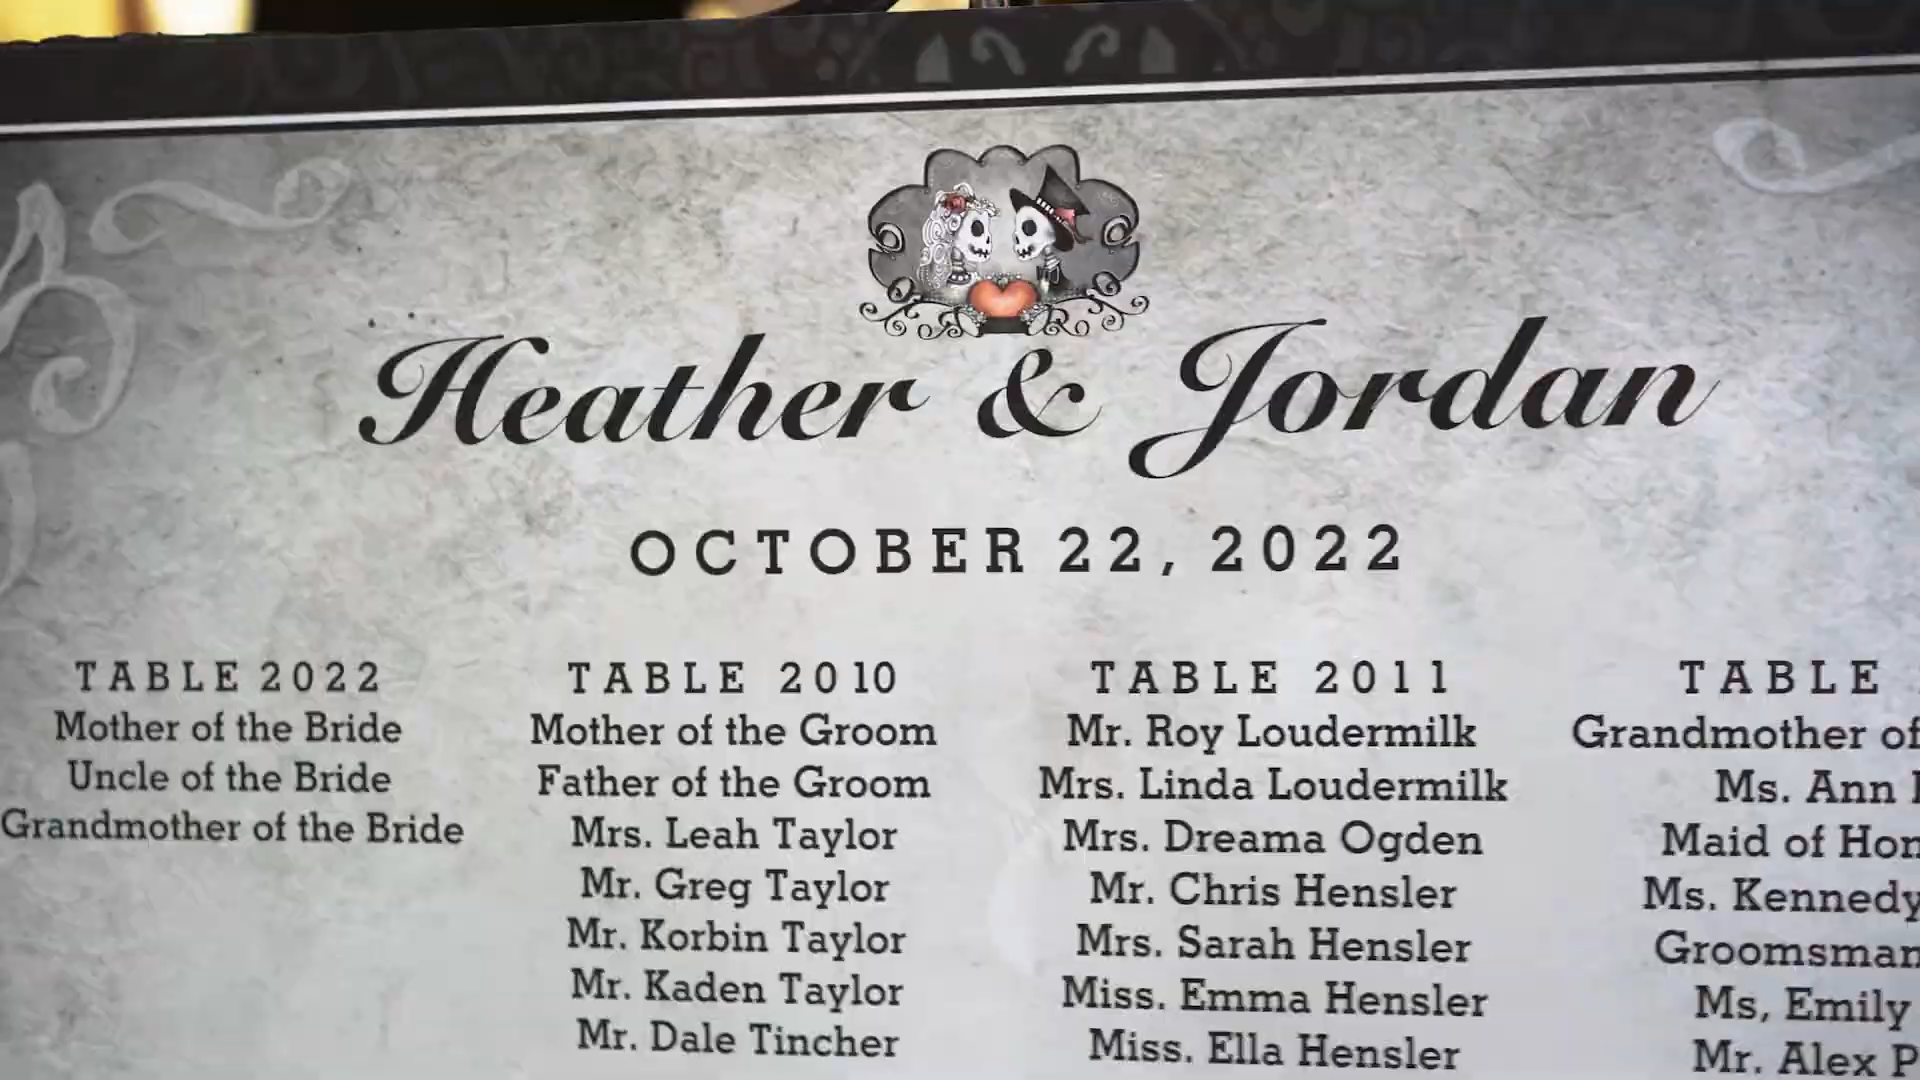 Heather & Jordan
OCTOBER 22, 2022
TABLE 2022
Mother of the Bride
Uncle of the Bride
Grandmother of the Bride
TABLE 2010
Mother of the Groom
Father of the Groom
Mrs. Leah Taylor
Mr. Greg Taylor
Mr. Korbin Taylor
Mr. Kaden Taylor
Mr. Dale Tincher
TABLE 2011
Mr. Roy Loudermilk
Mrs. Linda Loudermilk
Mrs. Dreama Ogden
Mr. Chris Hensler
Mrs. Sarah Hensler
Miss. Emma Hensler
Miss. Ella Hensler
TABLE
Grandmother of
Ms. Ann
Maid of
Ms. Kennedy
Groomsman
Ms, Emily
Mr. Alex